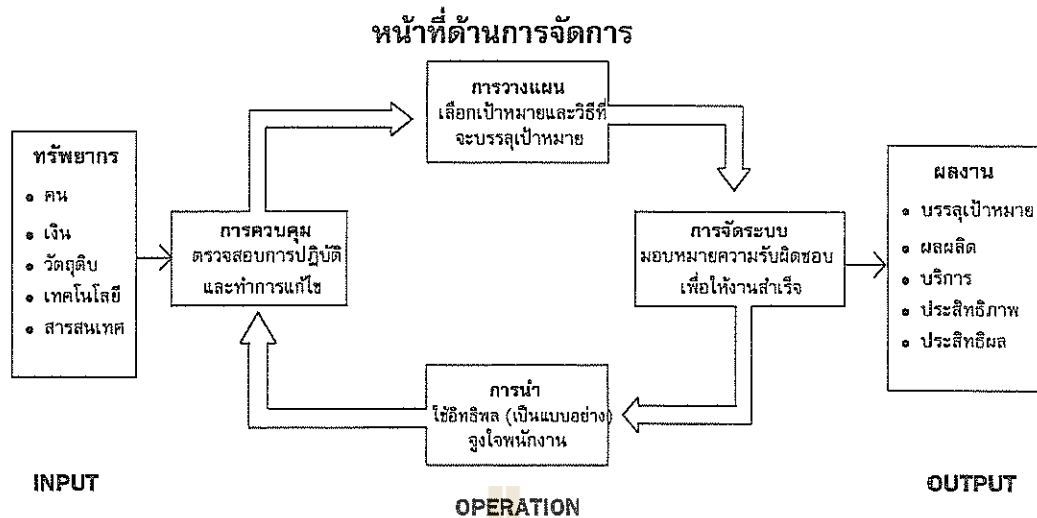 หน้าที่ด้านการจัดการ
การวางแผน
เลือกเป้าหมายและวิธีที่
จะบรรลุเป้าหมาย
ทรัพยากร
คน
เงิน
วัตถุดิบ
เทคโนโลยี
สารสนเทศ
การควบคุม
ตรวจสอบการปฏิบัติ
และทำการแก้ไข
การจัดระบบ
มอบหมายความรับผิดชอบ
เพื่อให้งานสำเร็จ
ผลงาน
บรรลุเป้าหมาย
ผลผลิต
บริการ
ประสิทธิภาพ
ประสิทธิผล
การนำ
ใช้อิทธิพล (เป็นแบบอย่าง)
จูงใจพนักงาน
INPUT
OPERATION
OUTPUT